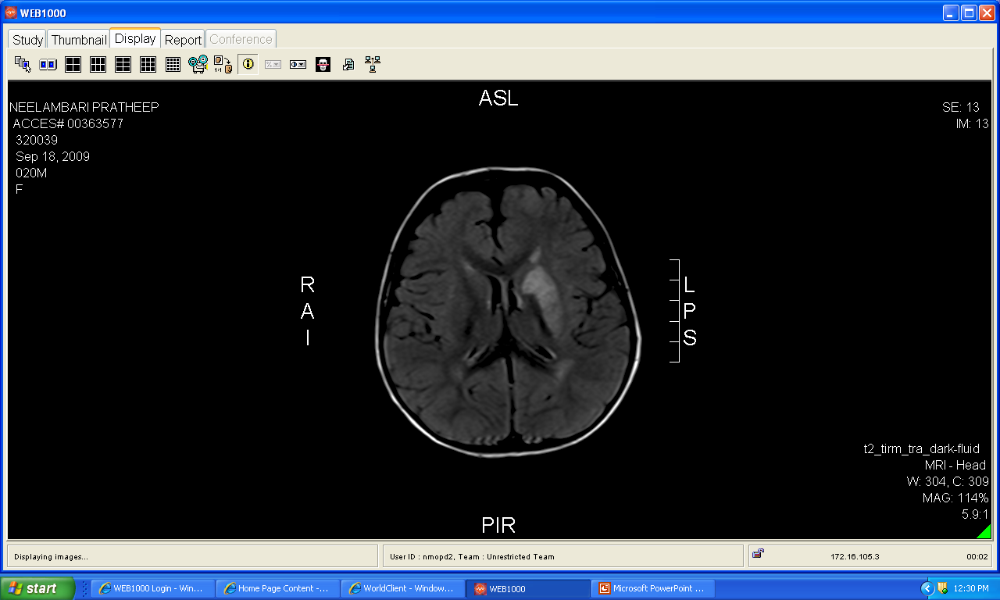 WEB1000
Study Thumbnail Display Report Conference
1:1
ASL
NEELAMBARI PRATHEEP
ACCES# 00363577
320039
Sep 18, 2009
020M
F
SE: 13
IM: 13
R
A
I
L
P
S
t2_tirm_tra_dark-fluid
MRI - Head
W: 304, C: 309
MAG: 114%
5.9:1
PIR
Displaying images...
User ID : nmopd2, Team : Unrestricted Team
172.16.105.3
00:02
start
WEB1000 Login - Win...
Home Page Content -...
WorldClient - Window...
WEB1000
Microsoft PowerPoint ...
12:30 PM